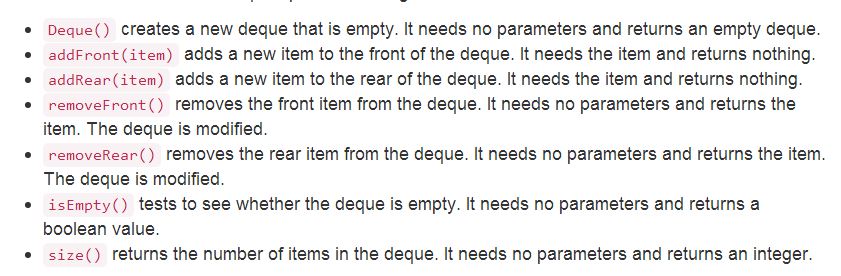 Deque() creates a new deque that is empty. It needs no parameters and returns an empty deque.
addFront(item) adds a new item to the front of the deque. It needs the item and returns nothing.
addRear(item) adds a new item to the rear of the deque. It needs the item and returns nothing.
removeFront() removes the front item from the deque. It needs no parameters and returns the
item. The deque is modified.
removeRear() removes the rear item from the deque. It needs no parameters and returns the item.
The deque is modified.
isEmpty() tests to see whether the deque is empty. It needs no parameters and returns a
boolean value.
size() returns the number of items in the deque. It needs no parameters and returns an integer.